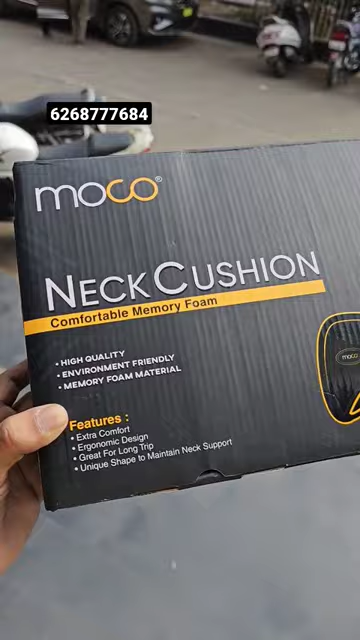 6268777684
moco®
NECK CUSHION
Comfortable Memory Foam
• HIGH QUALITY
• ENVIRONMENT FRIENDLY
• MEMORY FOAM MATERIAL
moco
Features :
• Extra Comfort
• Ergonomic Design
• Great For Long Trip
• Unique Shape to Maintain Neck Support